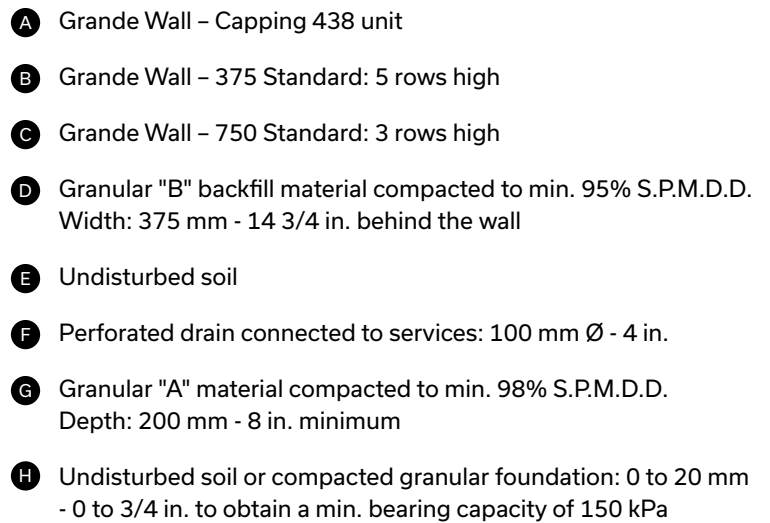 A Grande Wall – Capping 438 unit
B Grande Wall – 375 Standard: 5 rows high
C Grande Wall – 750 Standard: 3 rows high
D Granular "B" backfill material compacted to min. 95% S.P.M.D.D.
Width: 375 mm - 14 3/4 in. behind the wall
E Undisturbed soil
F Perforated drain connected to services: 100 mm Ø - 4 in.
G Granular "A" material compacted to min. 98% S.P.M.D.D.
Depth: 200 mm - 8 in. minimum
H Undisturbed soil or compacted granular foundation: 0 to 20 mm
- 0 to 3/4 in. to obtain a min. bearing capacity of 150 kPa